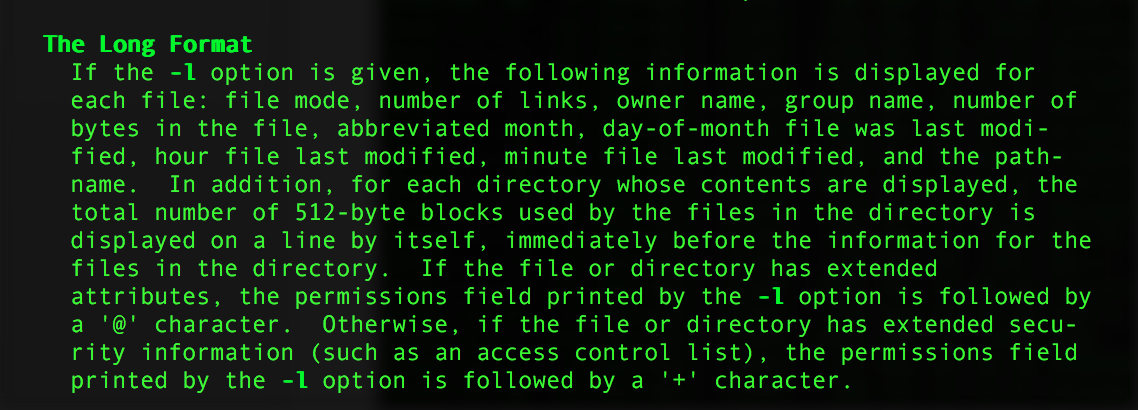 The Long Format
If the -l option is given, the following information is displayed for
each file: file mode, number of links, owner name, group name, number of
bytes in the file, abbreviated month, day-of-month file was last modi-
fied, hour file last modified, minute file last modified, and the path-
name.  In addition, for each directory whose contents are displayed, the
total number of 512-byte blocks used by the files in the directory is
displayed on a line by itself, immediately before the information for the
files in the directory.  If the file or directory has extended
attributes, the permissions field printed by the -l option is followed by
a '@' character.  Otherwise, if the file or directory has extended secu-
rity information (such as an access control list), the permissions field
printed by the -l option is followed by a '+' character.